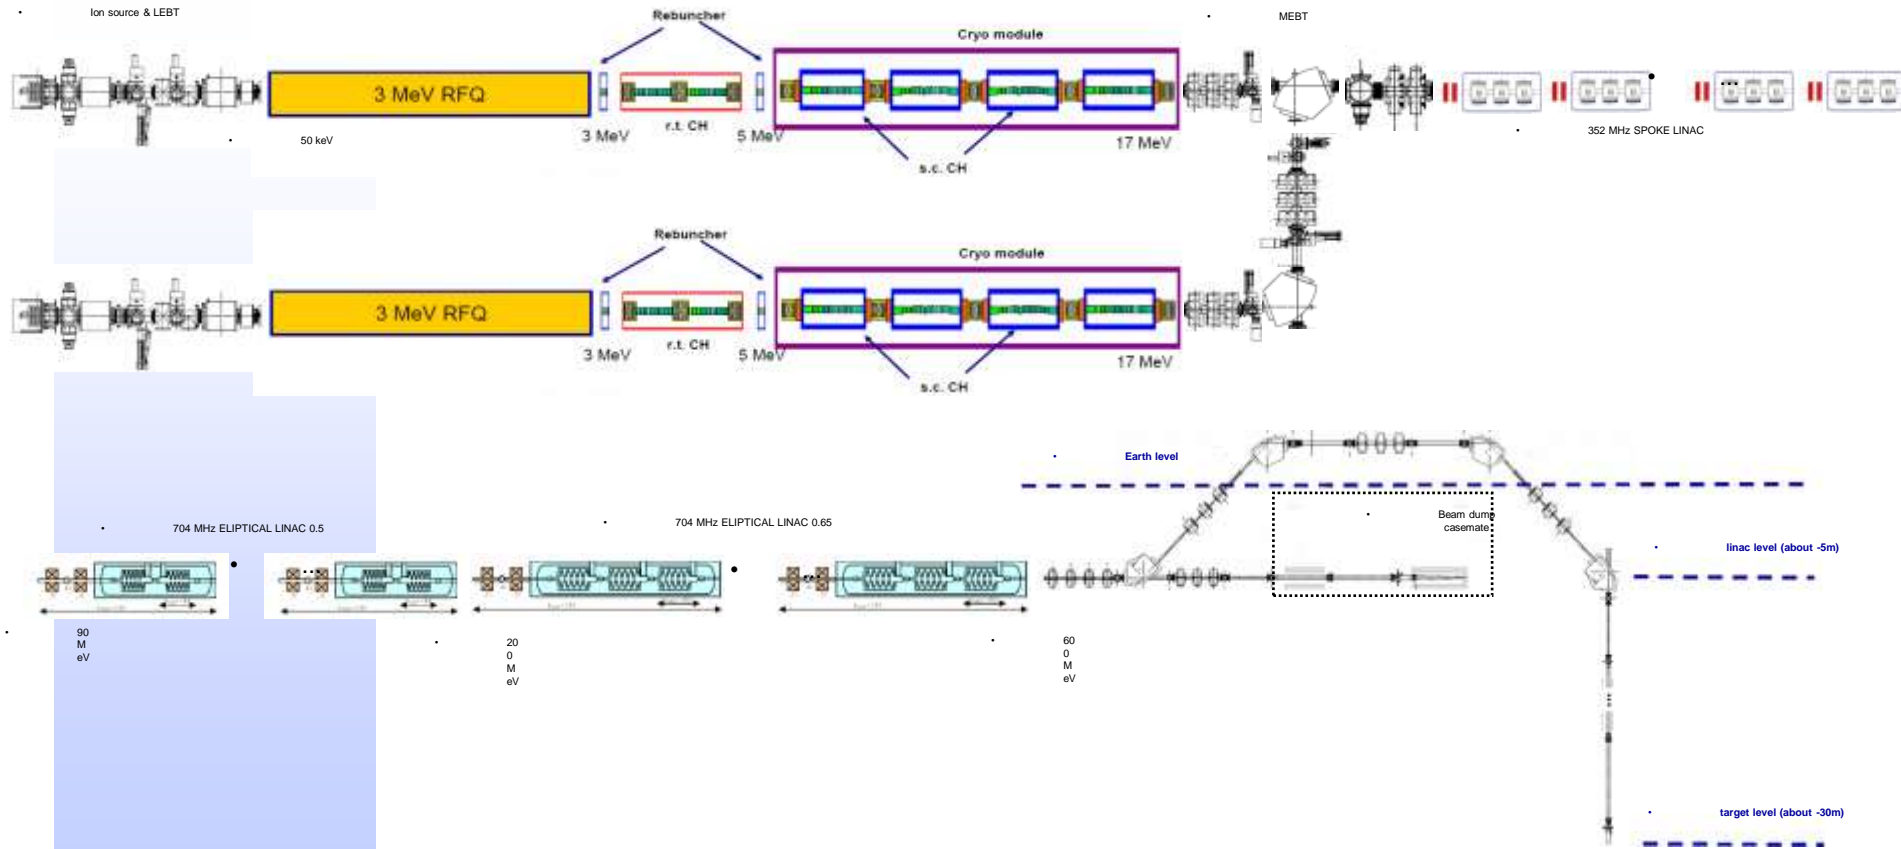 • Ion source & LEBT
Rebuncher
• MEBT
Cryo module
3 MeV RFQ
r.t. CH
3 MeV
5 MeV
17 MeV
s.c. CH
• 50 keV
• 352 MHz SPOKE LINAC
...
Rebuncher
Cryo module
3 MeV RFQ
r.t. CH
3 MeV
5 MeV
17 MeV
s.c. CH
• Earth level
• Beam dump
casemate
• 704 MHz ELIPTICAL LINAC 0.5
• 704 MHz ELIPTICAL LINAC 0.65
• linac level (about -5m)
• 90
M
eV
• 20
0
M
eV
• 60
0
M
eV
• target level (about -30m)